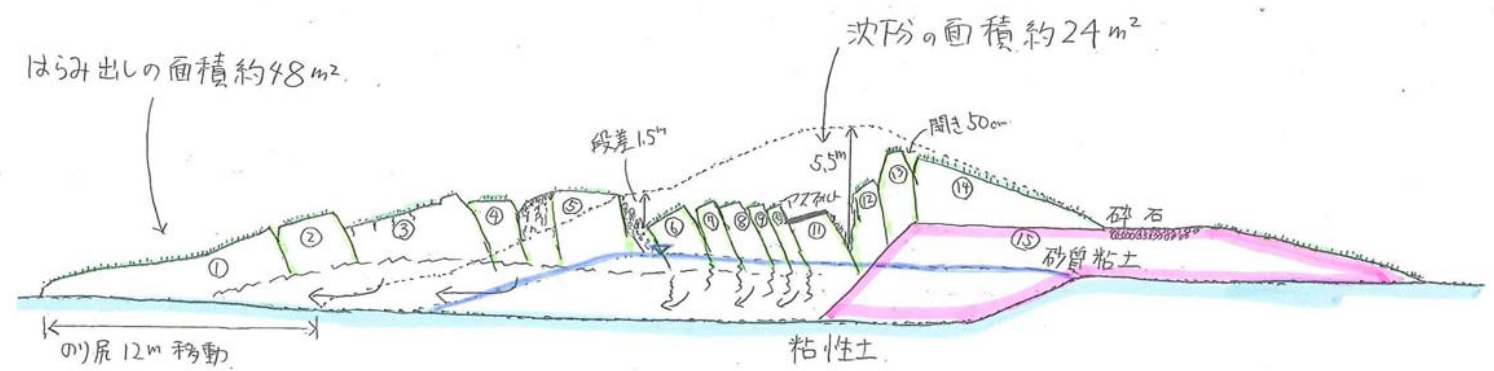 沈下分の面積約24m²
はらみ出しの面積約48m²
段差1.5m
開き50cm
5.5m
アスファルト
① ② ③ ④ ⑤ ⑥ ⑦ ⑧ ⑨ ⑩ ⑪ ⑫ ⑬ ⑭
砕石
⑮
砂質粘土
のり尻12m移動
粘性土